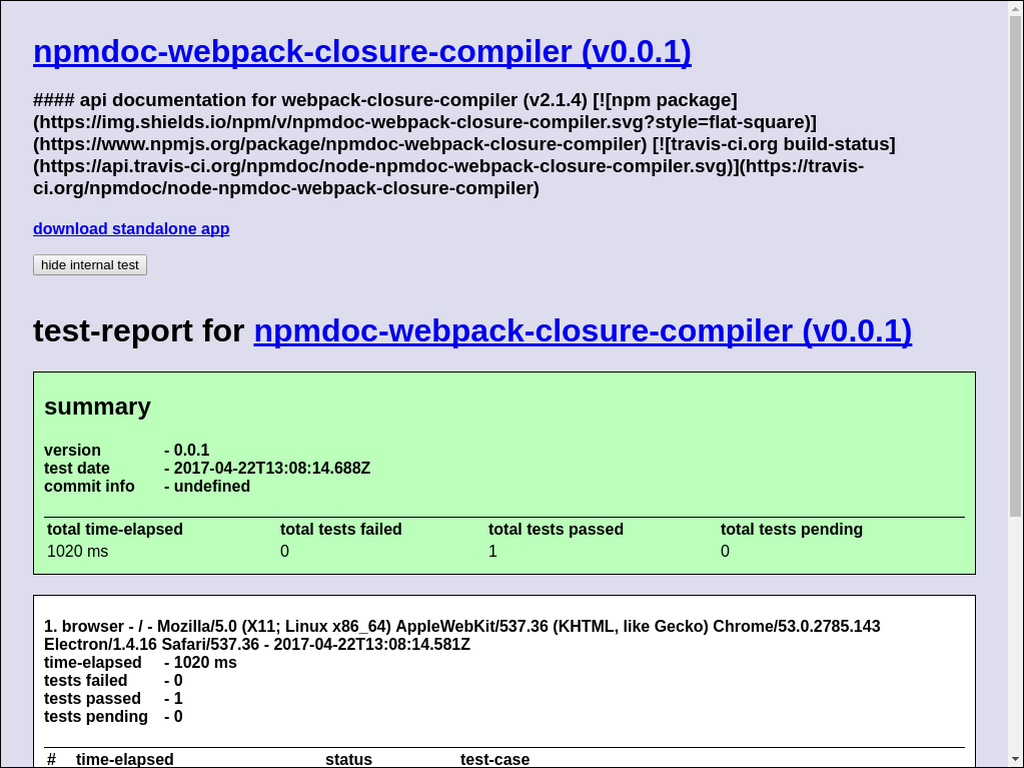 npmdoc-webpack-closure-compiler (v0.0.1)
#### api documentation for webpack-closure-compiler (v2.1.4) [![npm package]
(https://img.shields.io/npm/v/npmdoc-webpack-closure-compiler.svg?style=flat-square)]
(https://www.npmjs.org/package/npmdoc-webpack-closure-compiler) [![travis-ci.org build-status]
(https://api.travis-ci.org/npmdoc/node-npmdoc-webpack-closure-compiler.svg)](https://travis-
ci.org/npmdoc/node-npmdoc-webpack-closure-compiler)
download standalone app
hide internal test
test-report for npmdoc-webpack-closure-compiler (v0.0.1)
summary
version - 0.0.1
test date - 2017-04-22T13:08:14.688Z
commit info - undefined
total time-elapsed total tests failed total tests passed total tests pending
1020 ms 0 1 0
1. browser - / - Mozilla/5.0 (X11; Linux x86_64) AppleWebKit/537.36 (KHTML, like Gecko) Chrome/53.0.2785.143
Electron/1.4.16 Safari/537.36 - 2017-04-22T13:08:14.581Z
time-elapsed - 1020 ms
tests failed - 0
tests passed - 1
tests pending - 0
# time-elapsed status test-case